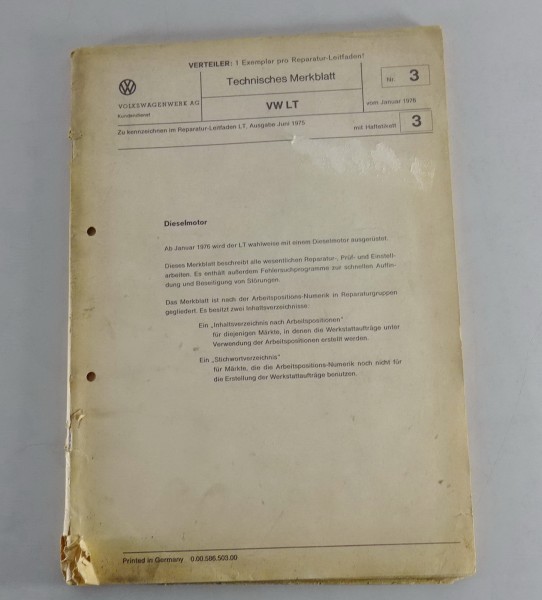 VERTEILER: 1 Exemplar pro Reparatur-Leitfaden!
Technisches Merkblatt
Nr. 3
VOLKSWAGENWERK AG
Kundendienst
VW LT
vom Januar 1976
Zu kennzeichnen im Reparatur-Leitfaden LT, Ausgabe Juni 1975
mit Haftetikett 3
Dieselmotor
Ab Januar 1976 wird der LT wahlweise mit einem Dieselmotor ausgerüstet.
Dieses Merkblatt beschreibt alle wesentlichen Reparatur-, Prüf- und Einstell-
arbeiten. Es enthält außerdem Fehlersuchprogramme zur schnellen Auffin-
dung und Beseitigung von Störungen.
Das Merkblatt ist nach der Arbeitspositions-Numerik in Reparaturgruppen
gegliedert. Es besitzt zwei Inhaltsverzeichnisse:
Ein „Inhaltsverzeichnis nach Arbeitspositionen"
für diejenigen Märkte, in denen die Werkstattaufträge unter
Verwendung der Arbeitspositionen erstellt werden.
Ein „Stichwortverzeichnis"
für Märkte, die die Arbeitspositions-Numerik noch nicht für
die Erstellung der Werkstattaufträge benutzen.
Printed in Germany 0.00.586.503.00